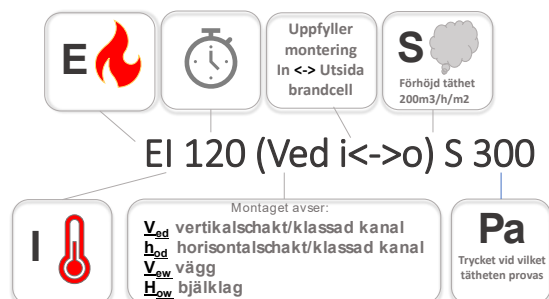 E
Uppfyller
montering
In <-> Utsida
brandcell
S
Förhöjd täthet
200m3/h/m2
EI 120 (Ved i<->o) S 300
I
Montaget avser:
Ved vertikalschakt/klassad kanal
hod horisontalschakt/klassad kanal
Vew vägg
How bjälklag
Pa
Trycket vid vilket
tätheten provas